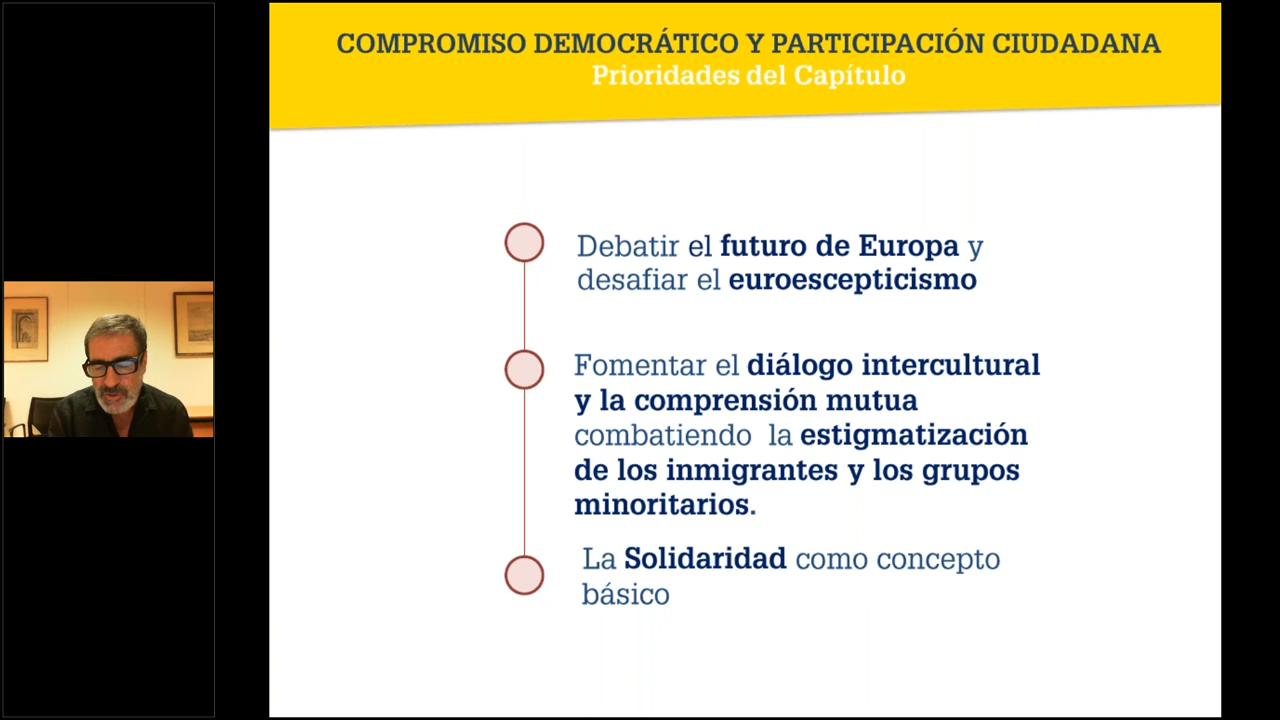 COMPROMISO DEMOCRÁTICO Y PARTICIPACIÓN CIUDADANA
Prioridades del Capítulo
Debatir el futuro de Europa y
desafiar el euroescepticismo
Fomentar el diálogo intercultural
y la comprensión mutua
combatiendo la estigmatización
de los inmigrantes y los grupos
minoritarios.
La Solidaridad como concepto
básico